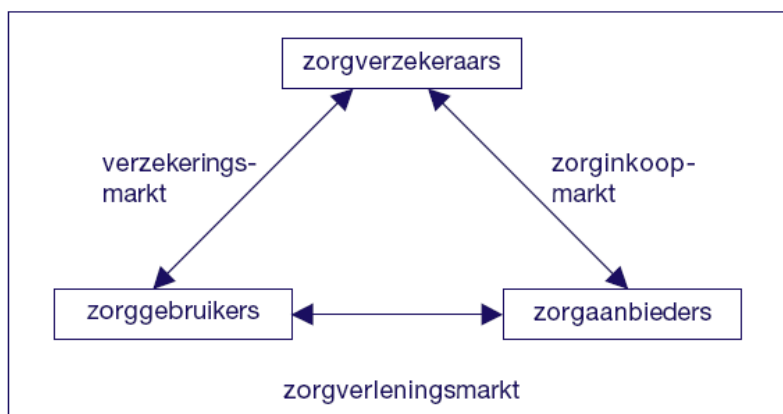 zorgverzekeraars
verzekerings-
markt
zorginkoop-
markt
zorggebruikers
zorgaanbieders
zorgverleningsmarkt